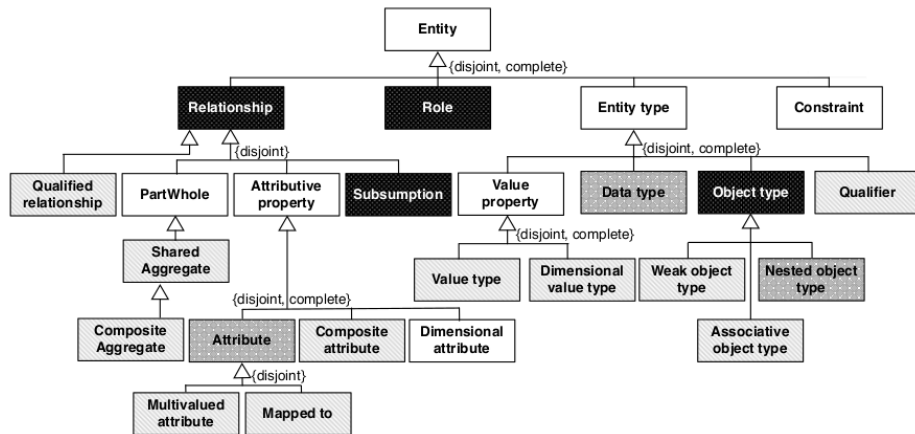 Entity
{disjoint, complete}
Relationship
Role
Entity type
Constraint
{disjoint}
{disjoint, complete}
Qualified
relationship
PartWhole
Attributive
property
Subsumption
Value
property
Data type
Object type
Qualifier
{disjoint, complete}
Shared
Aggregate
Value type
Dimensional
value type
Weak object
type
Nested object
type
{disjoint, complete}
Composite
Aggregate
Attribute
Composite
attribute
Dimensional
attribute
Associative
object type
{disjoint}
Multivalued
attribute
Mapped to